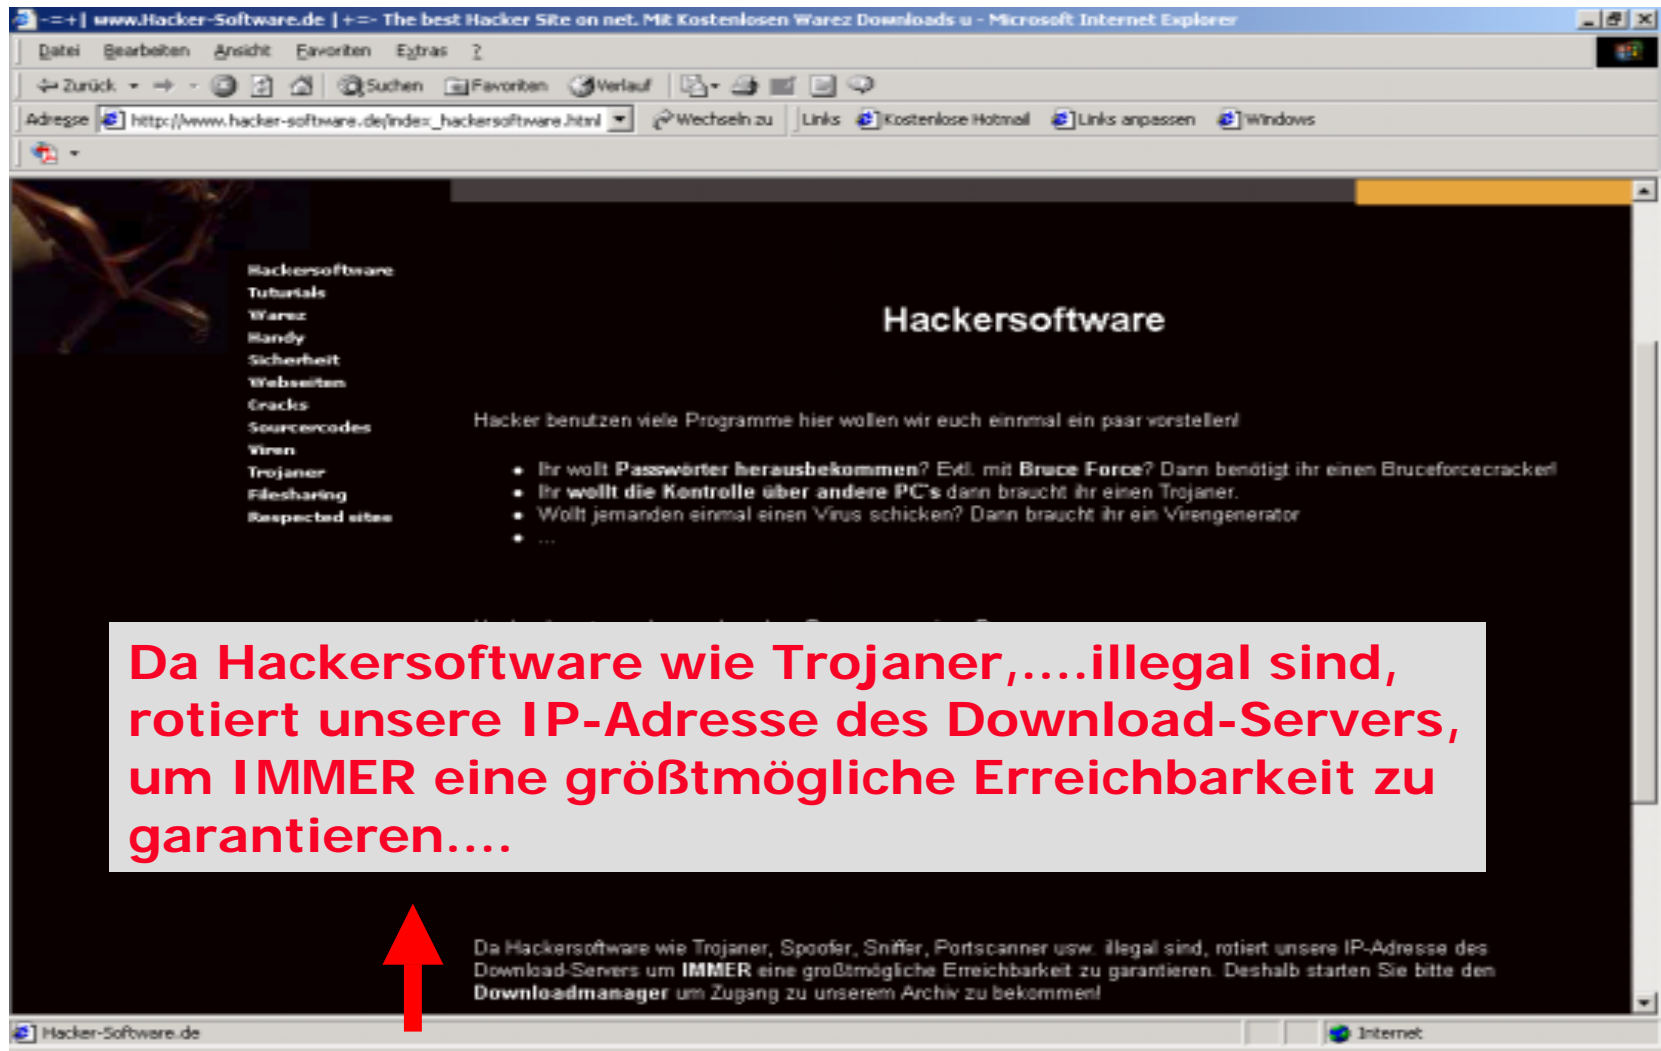 -=+| www.Hacker-Software.de |+=- The best Hacker Site on net. Mit Kostenlosen Warez Downloads u - Microsoft Internet Explorer
Datei Bearbeiten Ansicht Favoriten Extras ?
Zurück Suchen Favoriten Verlauf
Adresse http://www.hacker-software.de/index_hackersoftware.html Wechseln zu Links Kostenlose Hotmail Links anpassen Windows
Hackersoftware
Tuturials
Warez
Handy
Sicherheit
Webseiten
Cracks
Sourcercodes
Viren
Trojaner
Filesharing
Respected sites
Hackersoftware
Hacker benutzen viele Programme hier wollen wir euch einnmal ein paar vorstellen!
• Ihr wollt Passwörter herausbekommen? Evtl. mit Bruce Force? Dann benötigt ihr einen Bruceforcecracker!
• Ihr wollt die Kontrolle über andere PC's dann braucht ihr einen Trojaner.
• Wollt jemanden einmal einen Virus schicken? Dann braucht ihr ein Virengenerator
• ...
Da Hackersoftware wie Trojaner,....illegal sind,
rotiert unsere IP-Adresse des Download-Servers,
um IMMER eine größtmögliche Erreichbarkeit zu
garantieren....
Da Hackersoftware wie Trojaner, Spoofer, Sniffer, Portscanner usw. illegal sind, rotiert unsere IP-Adresse des
Download-Servers um IMMER eine großtmögliche Erreichbarkeit zu garantieren. Deshalb starten Sie bitte den
Downloadmanager um Zugang zu unserem Archiv zu bekommen!
Hacker-Software.de Internet